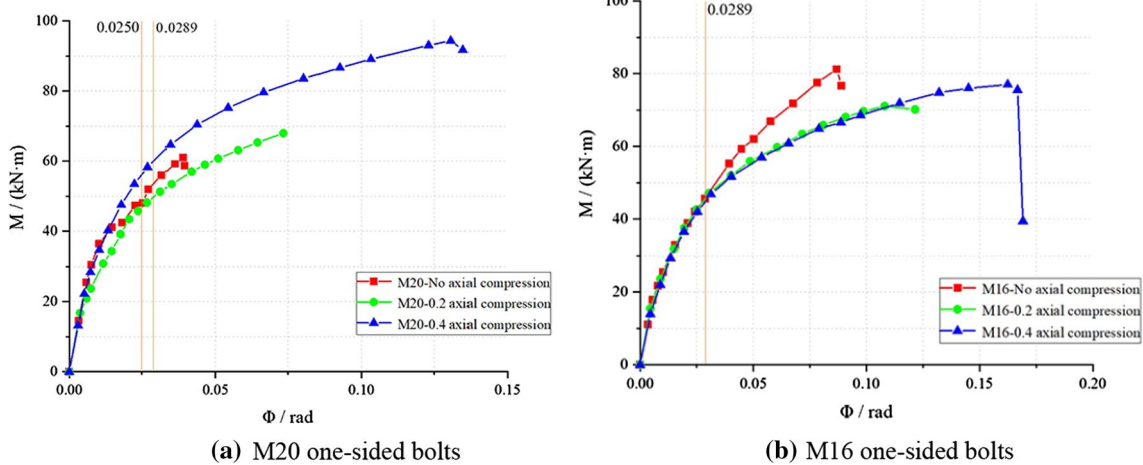 0.0250 0.0289
100
80
60
40
20
0
M / (kN·m)
0.00 0.05 0.10 0.15
Φ / rad
M20-No axial compression
M20-0.2 axial compression
M20-0.4 axial compression
(a) M20 one-sided bolts
0.0289
100
80
60
40
20
0
M / (kN·m)
0.00 0.05 0.10 0.15 0.20
Φ / rad
M16-No axial compression
M16-0.2 axial compression
M16-0.4 axial compression
(b) M16 one-sided bolts